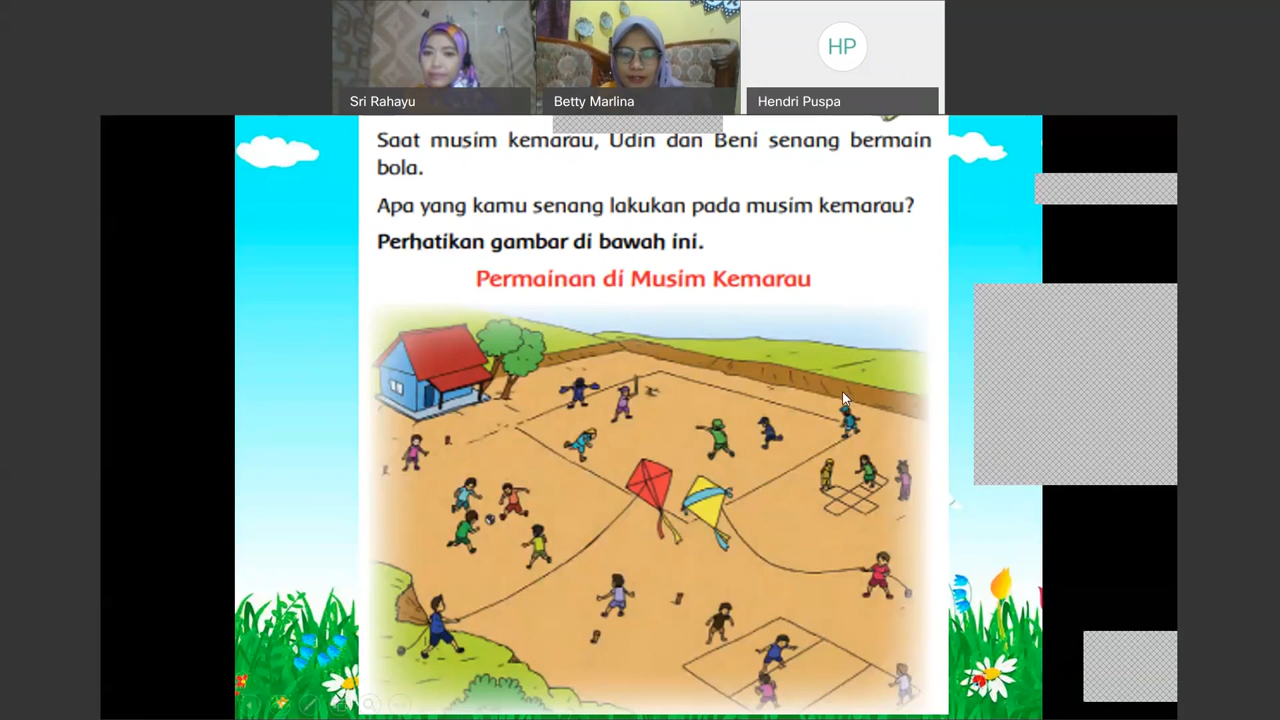 Sri Rahayu
Betty Marlina
HP
Hendri Puspa
Saat musim kemarau, Udin dan Beni senang bermain
bola.
Apa yang kamu senang lakukan pada musim kemarau?
Perhatikan gambar di bawah ini.
Permainan di Musim Kemarau